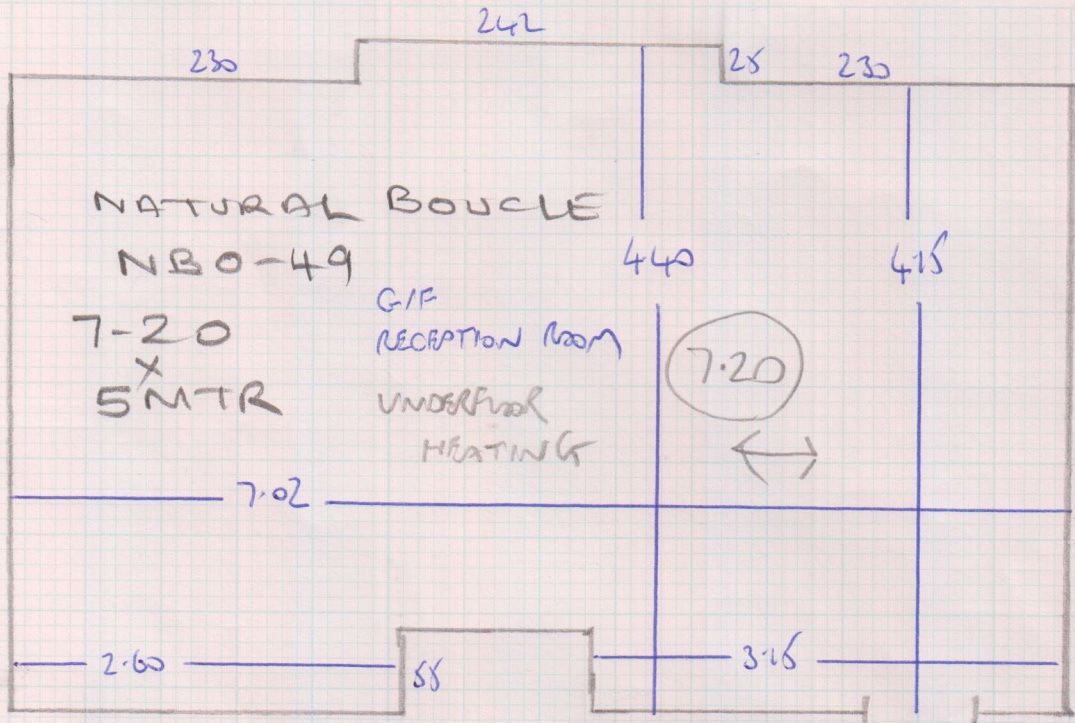 242
230
25
230
NATURAL BOUCLE
NBO-49
440
415
G/F
RECEPTION ROOM
7-20
x
5MTR
7.20
UNDERFLOOR
HEATING
7.02
2.60
55
3.15